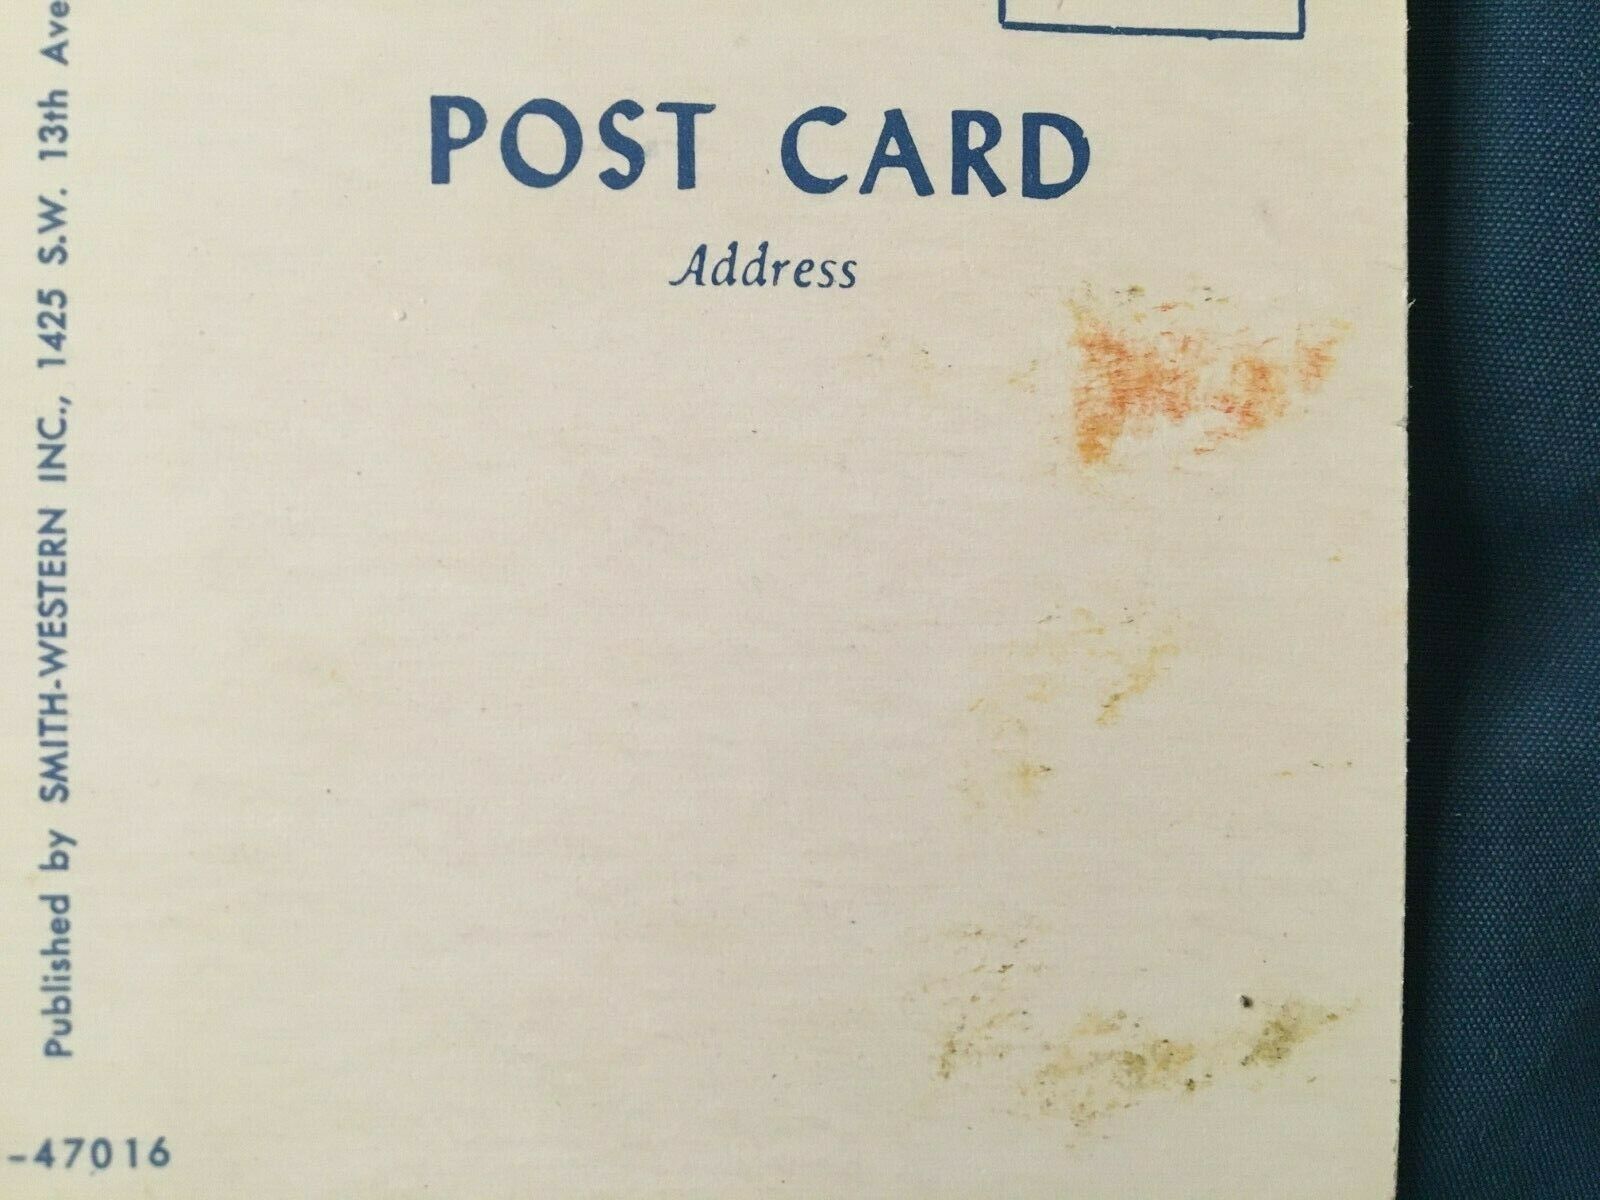 POST CARD
Address
Published by SMITH-WESTERN INC., 1425 S.W. 13th Ave
-47016